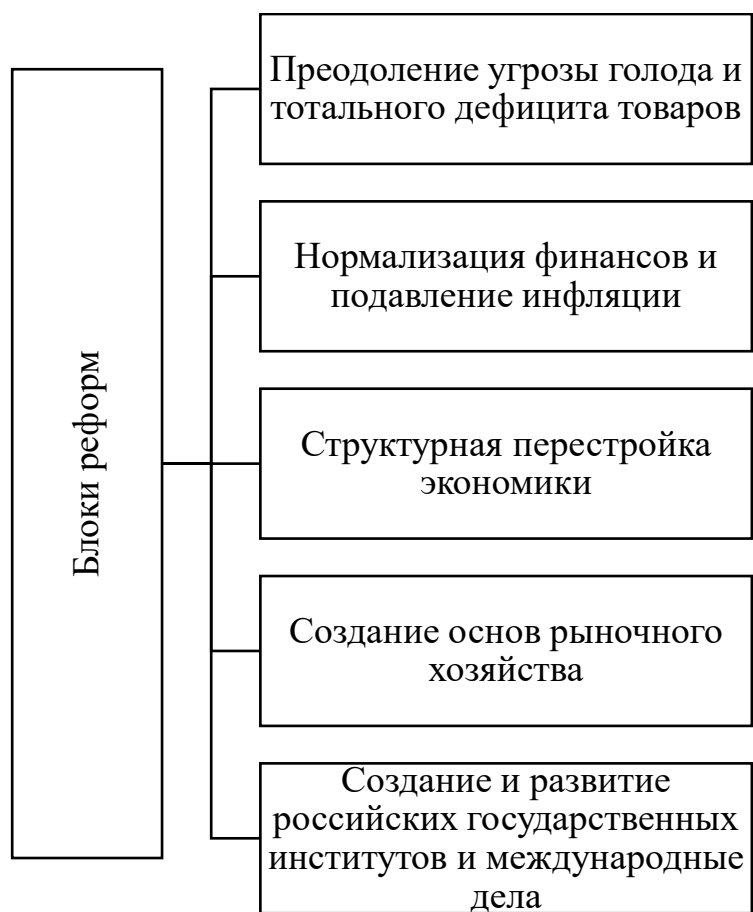 Блоки реформ
Преодоление угрозы голода и
тотального дефицита товаров
Нормализация финансов и
подавление инфляции
Структурная перестройка
экономики
Создание основ рыночного
хозяйства
Создание и развитие
российских государственных
институтов и международные
дела